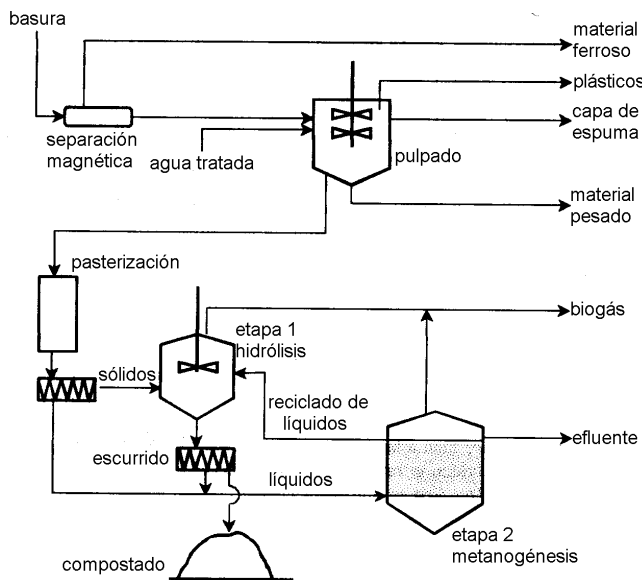 basura
material
ferroso
plásticos
capa de
espuma
separación
magnética
agua tratada
pulpado
material
pesado
pasterización
biogás
etapa 1
hidrólisis
sólidos
reciclado de
líquidos
efluente
escurrido
líquidos
etapa 2
metanogénesis
compostado